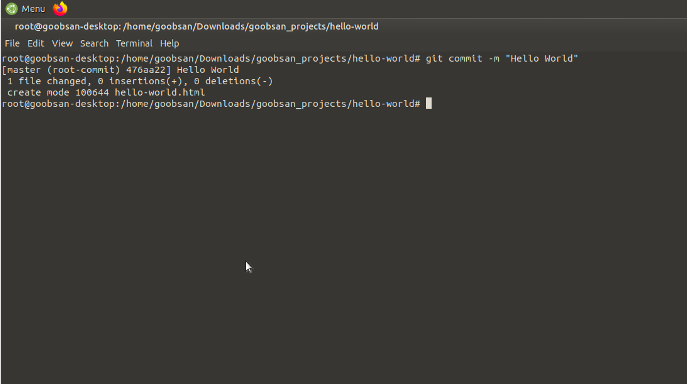 Menu
root@goobsan-desktop: /home/goobsan/Downloads/goobsan_projects/hello-world
File Edit View Search Terminal Help
root@goobsan-desktop:/home/goobsan/Downloads/goobsan_projects/hello-world# git commit -m "Hello World"
[master (root-commit) 476aa22] Hello World
1 file changed, 0 insertions(+), 0 deletions(-)
create mode 100644 hello-world.html
root@goobsan-desktop:/home/goobsan/Downloads/goobsan_projects/hello-world#